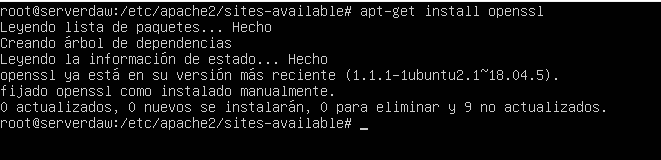 root@serverdaw:/etc/apache2/sites-available# apt-get install openssl
Leyendo lista de paquetes... Hecho
Creando árbol de dependencias
Leyendo la información de estado... Hecho
openssl ya está en su versión más reciente (1.1.1-1ubuntu2.1~18.04.5).
fijado openssl como instalado manualmente.
0 actualizados, 0 nuevos se instalarán, 0 para eliminar y 9 no actualizados.
root@serverdaw:/etc/apache2/sites-available# _